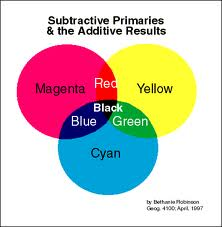 Subtractive Primaries
& the Additive Results
Magenta
Red
Yellow
Black
Blue
Green
Cyan
by Bethanie Robinson
Geog. 4100; April, 1997